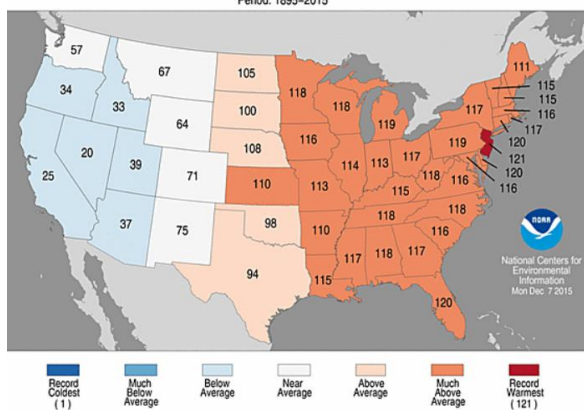 Period: 1895–2015
57
34
33
67
64
20
25
39
37
71
75
105
100
108
110
98
94
118
116
113
110
115
118
114
119
113
117
115
118
117
118
117
120
116
118
116
118
119
117
111
115
115
116
117
120
121
120
116
NOAA
National Centers for
Environmental
Information
Mon Dec 7 2015
Record
Coldest
(1)
Much
Below
Average
Below
Average
Near
Average
Above
Average
Much
Above
Average
Record
Warmest
(121)